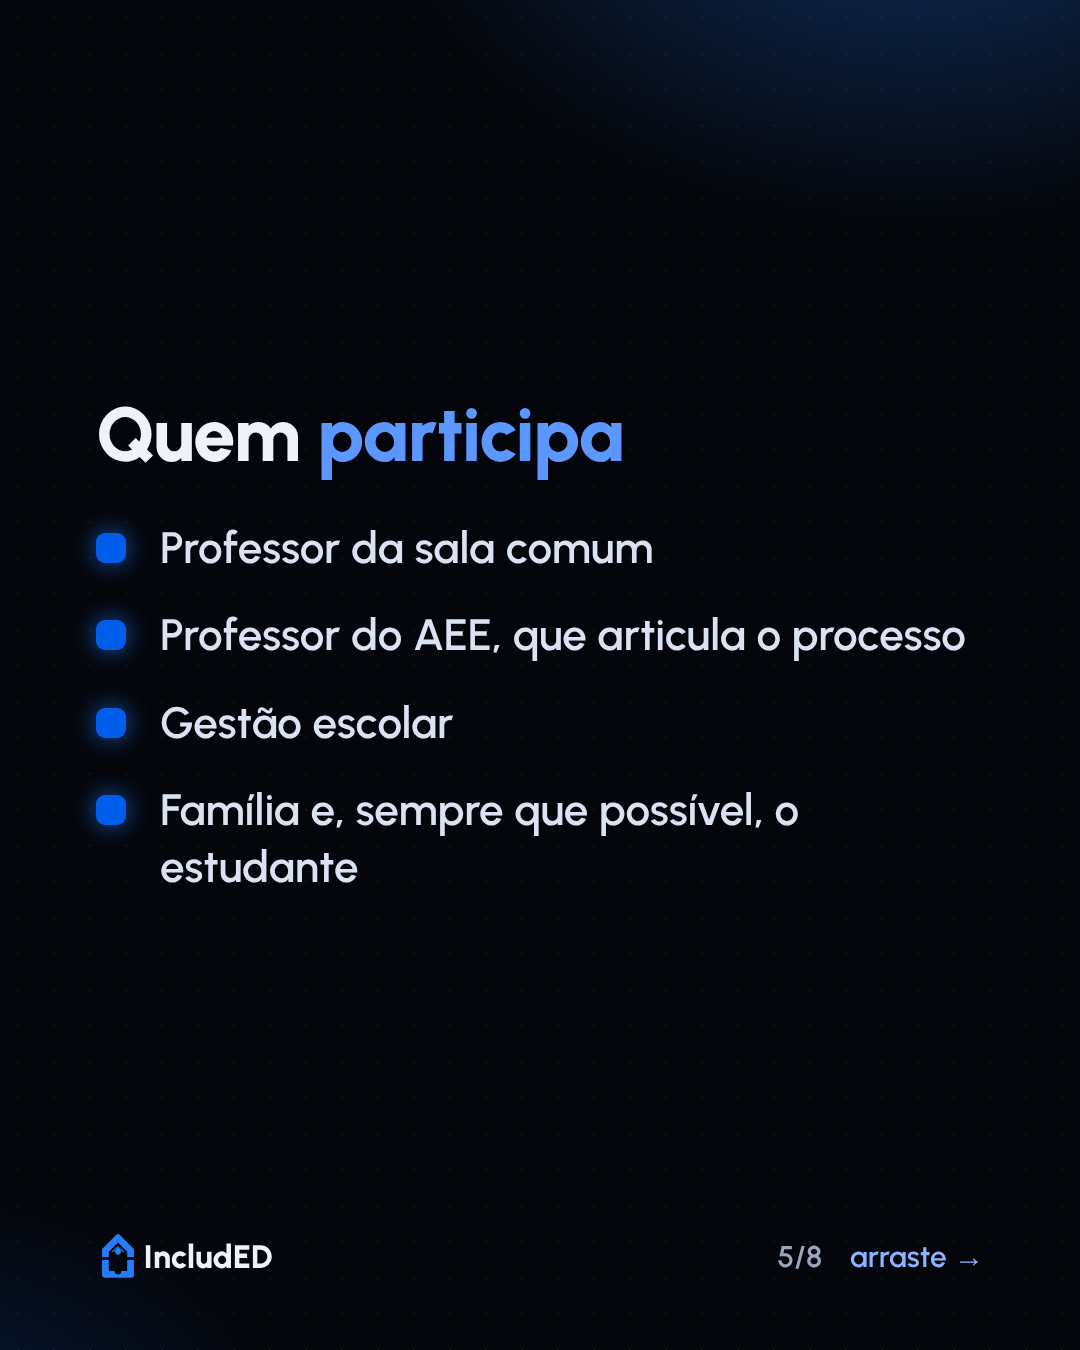 Quem participa
Professor da sala comum
Professor do AEE, que articula o processo
Gestão escolar
Família e, sempre que possível, o
estudante
IncludED
5/8 arraste →